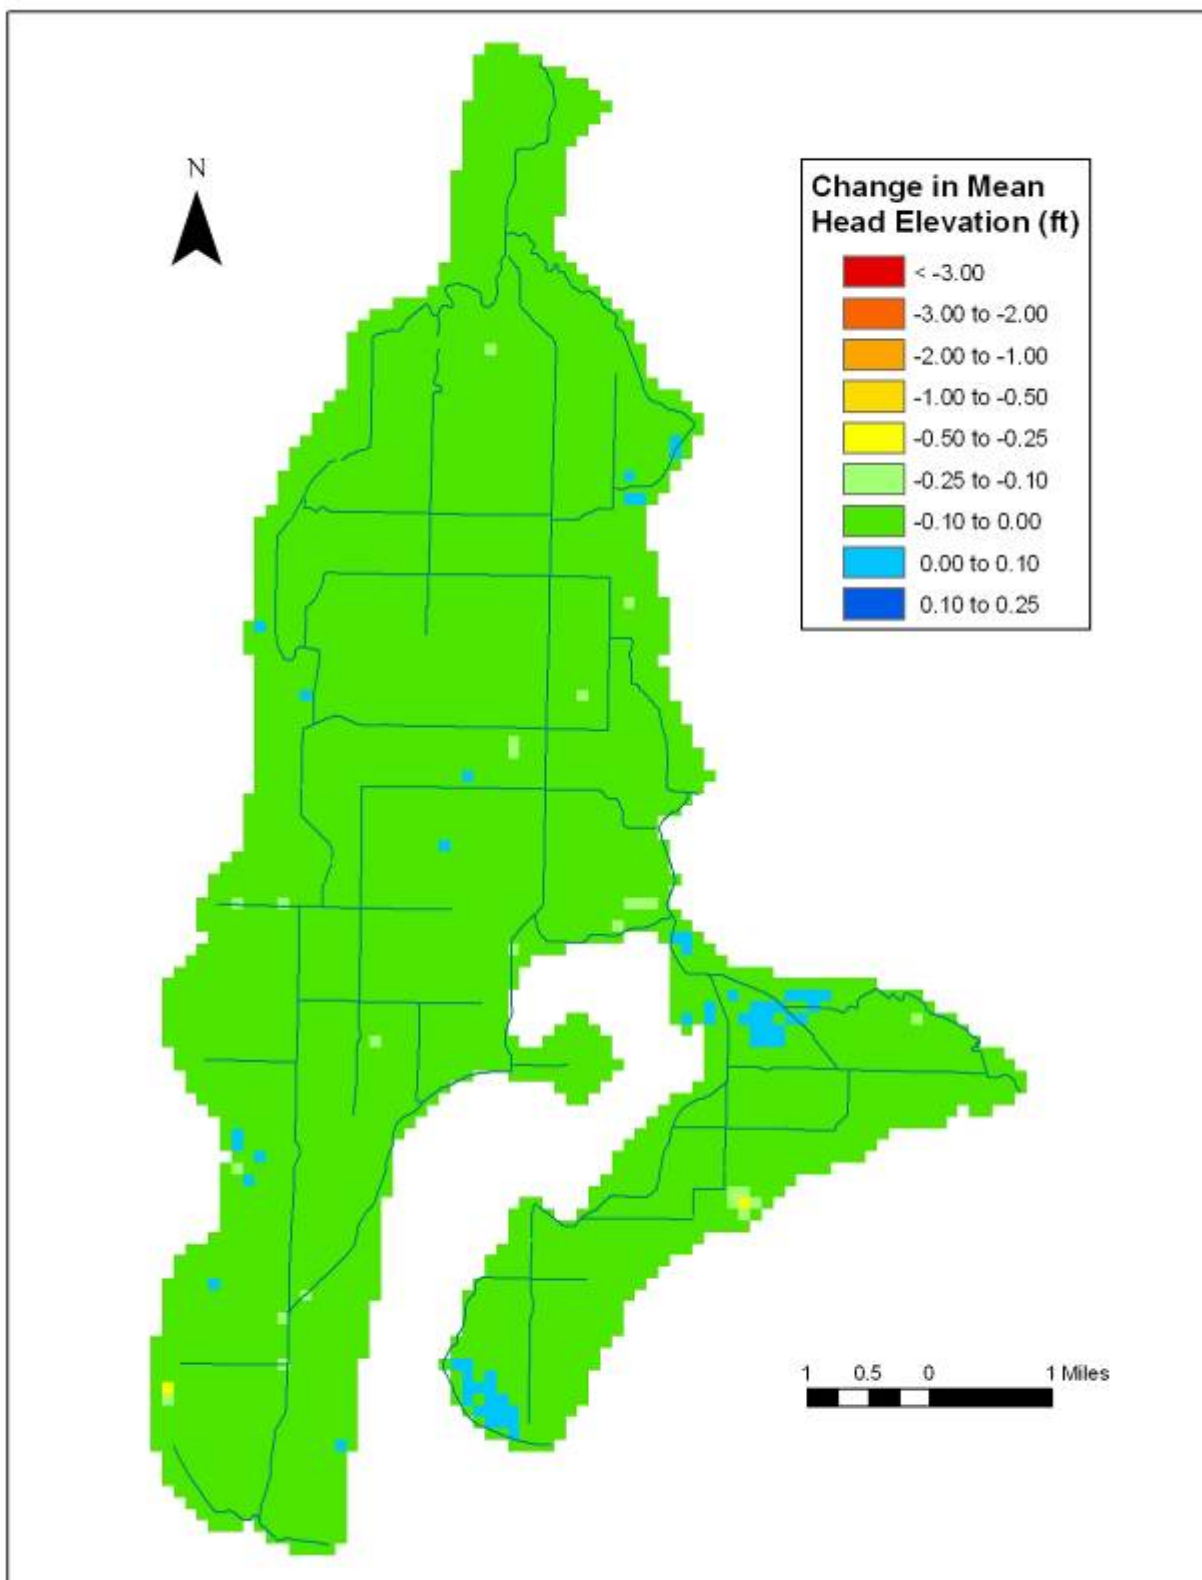 N
Change in Mean
Head Elevation (ft)
< -3.00
-3.00 to -2.00
-2.00 to -1.00
-1.00 to -0.50
-0.50 to -0.25
-0.25 to -0.10
-0.10 to 0.00
0.00 to 0.10
0.10 to 0.25
1 0.5 0 1 Miles